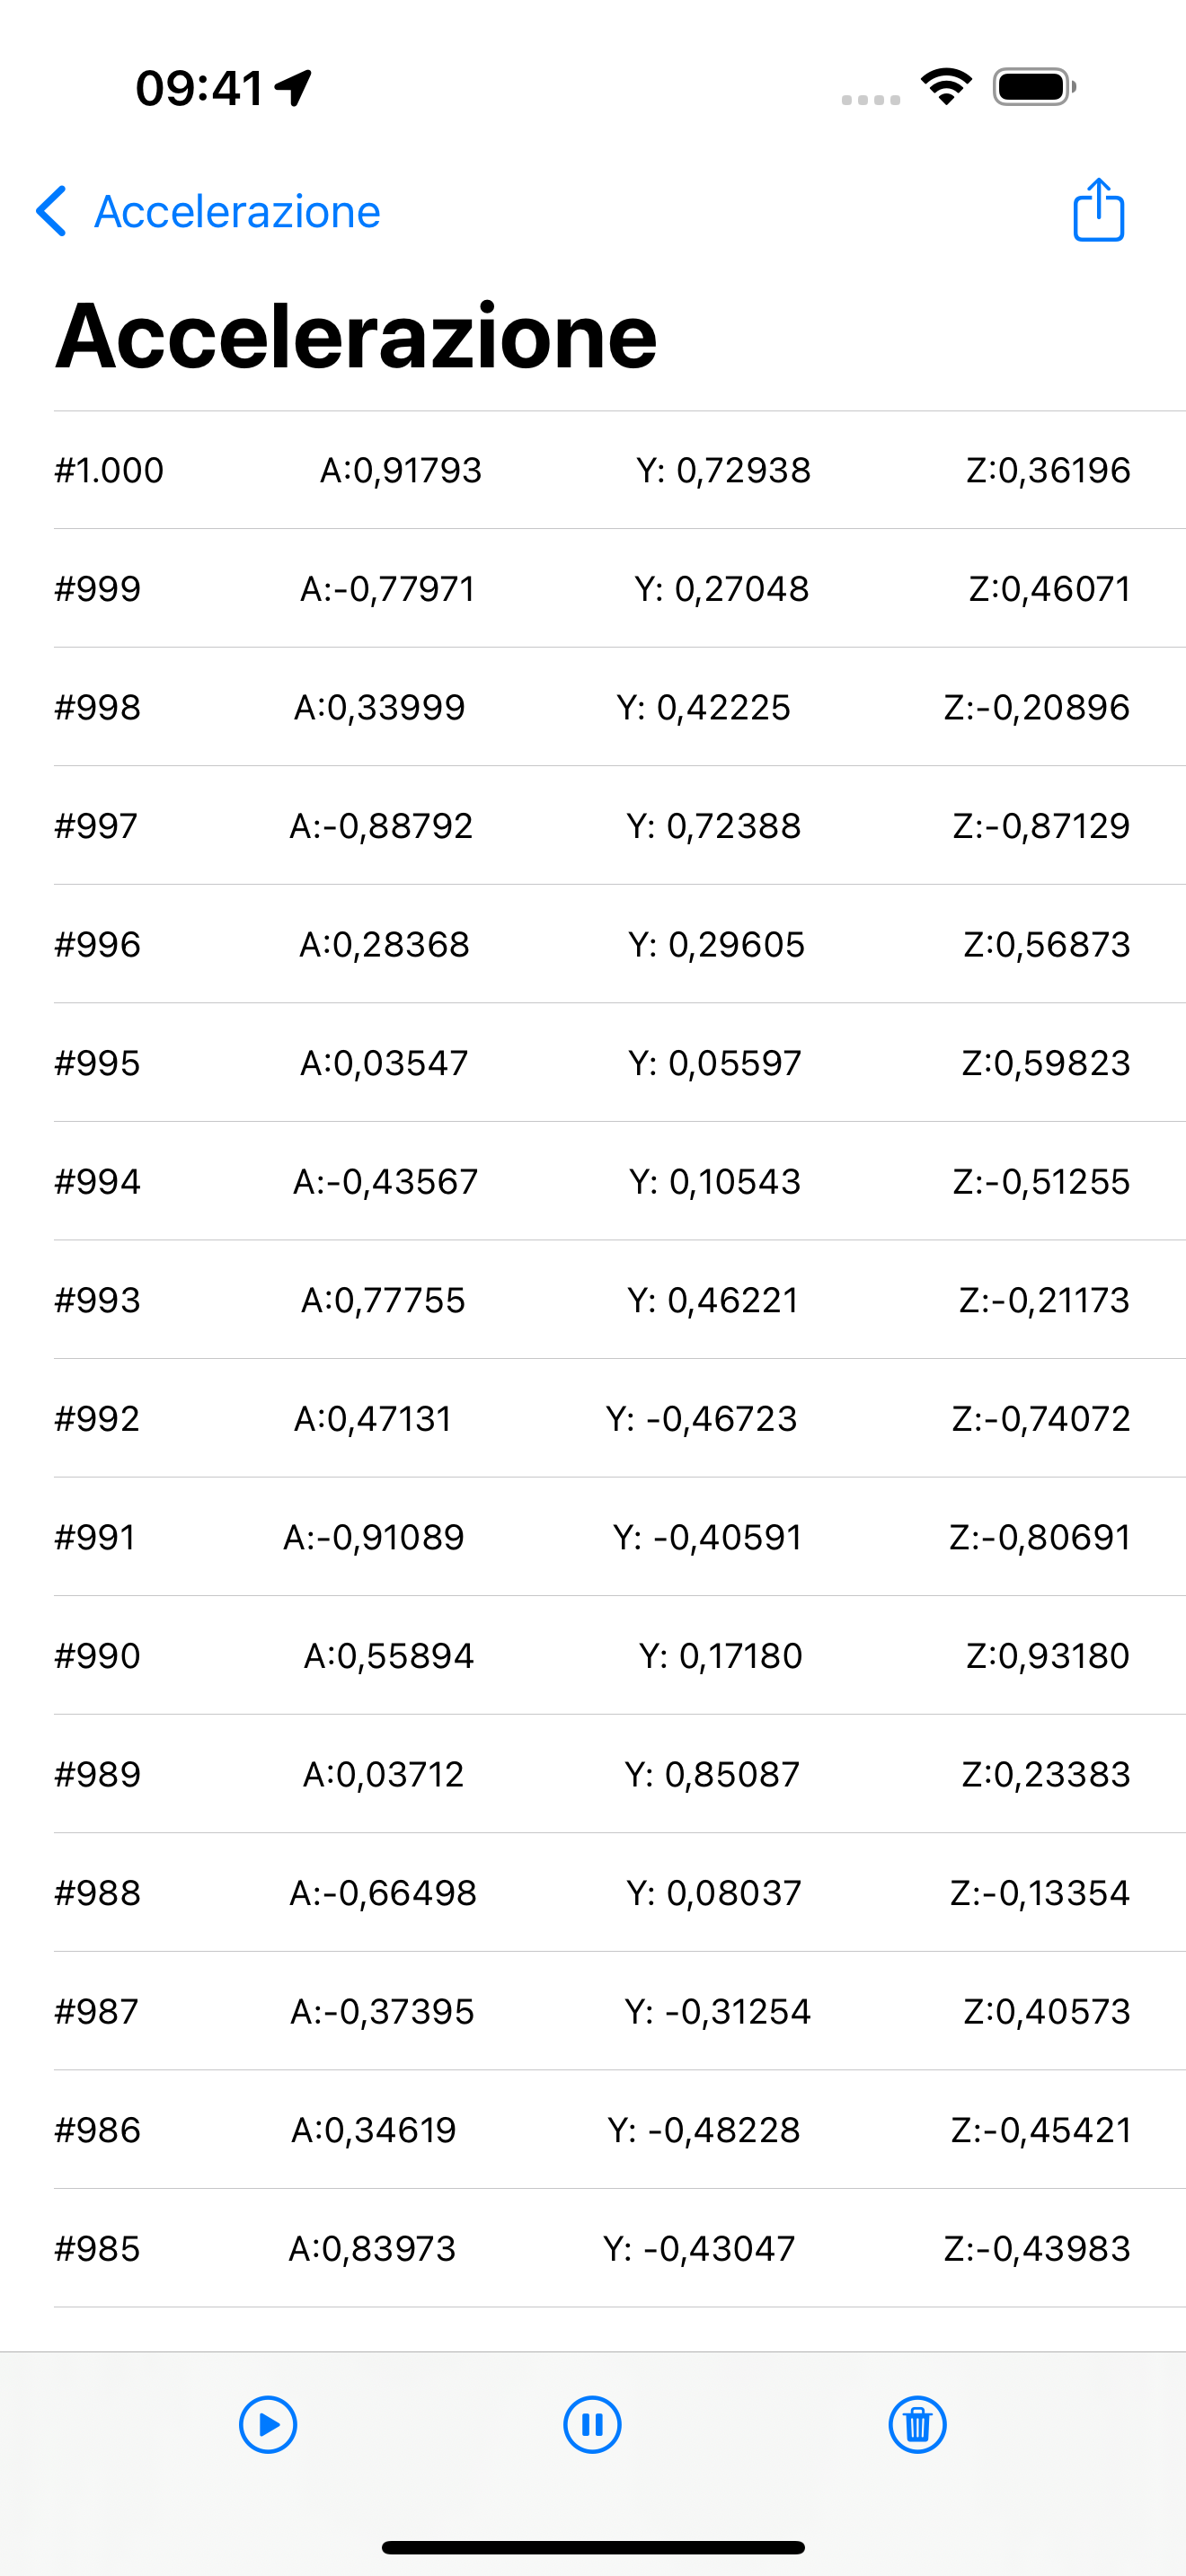 09:41
Accelerazione
Accelerazione
#1.000 A:0,91793 Y: 0,72938 Z:0,36196
#999 A:-0,77971 Y: 0,27048 Z:0,46071
#998 A:0,33999 Y: 0,42225 Z:-0,20896
#997 A:-0,88792 Y: 0,72388 Z:-0,87129
#996 A:0,28368 Y: 0,29605 Z:0,56873
#995 A:0,03547 Y: 0,05597 Z:0,59823
#994 A:-0,43567 Y: 0,10543 Z:-0,51255
#993 A:0,77755 Y: 0,46221 Z:-0,21173
#992 A:0,47131 Y: -0,46723 Z:-0,74072
#991 A:-0,91089 Y: -0,40591 Z:-0,80691
#990 A:0,55894 Y: 0,17180 Z:0,93180
#989 A:0,03712 Y: 0,85087 Z:0,23383
#988 A:-0,66498 Y: 0,08037 Z:-0,13354
#987 A:-0,37395 Y: -0,31254 Z:0,40573
#986 A:0,34619 Y: -0,48228 Z:-0,45421
#985 A:0,83973 Y: -0,43047 Z:-0,43983